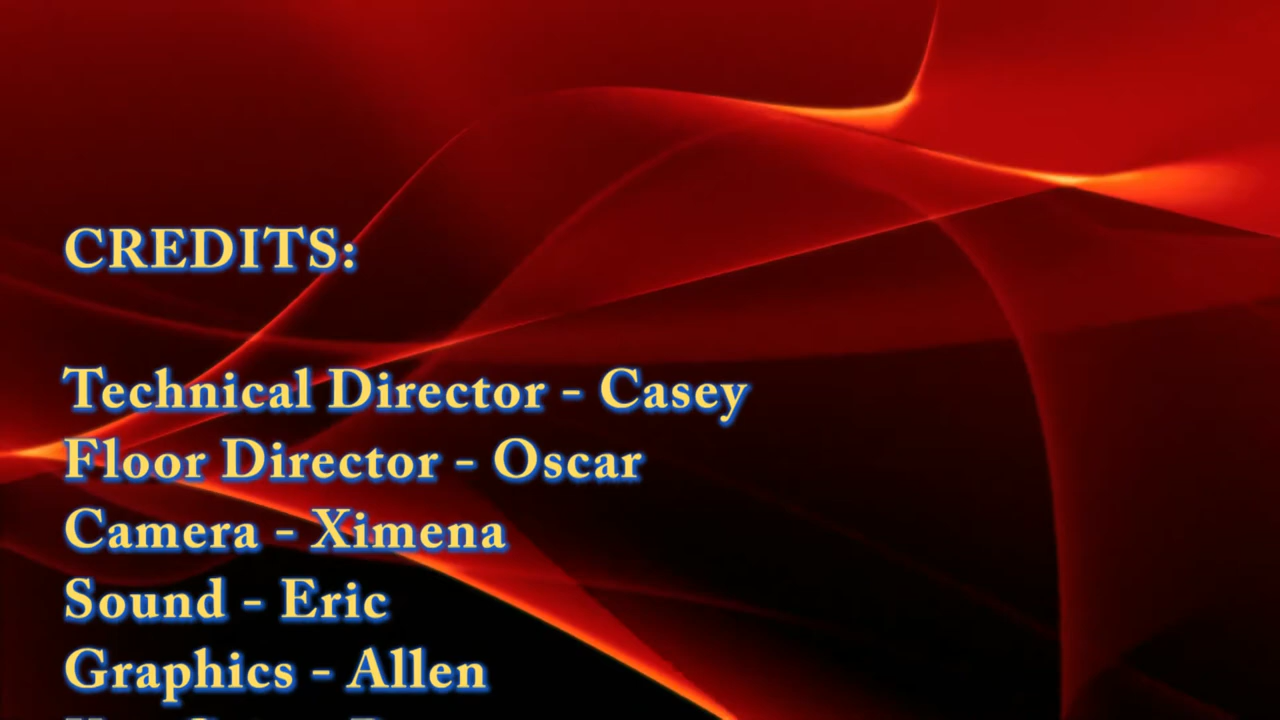 CREDITS:
Technical Director - Casey
Floor Director - Oscar
Camera - Ximena
Sound - Eric
Graphics - Allen